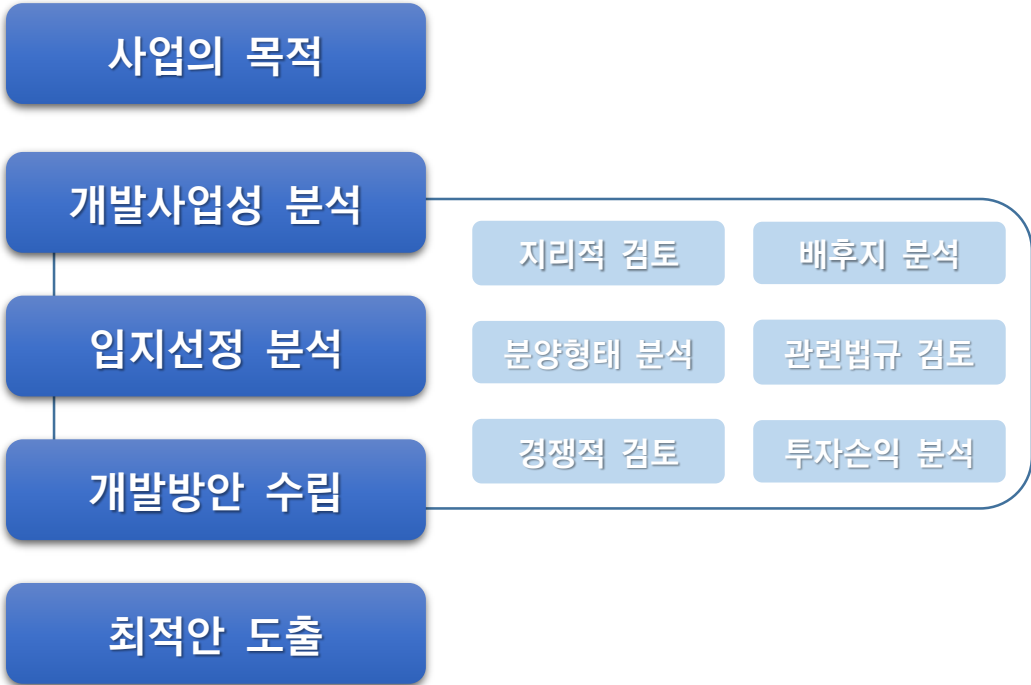 사업의 목적
개발사업성 분석
입지선정 분석
개발방안 수립
최적안 도출
지리적 검토
배후지 분석
분양형태 분석
관련법규 검토
경쟁적 검토
투자손익 분석